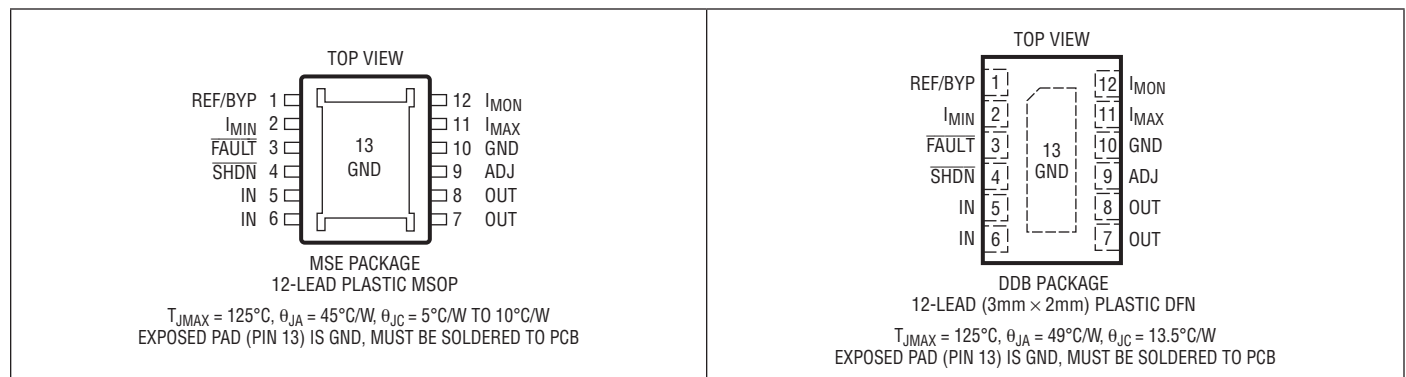 TOP VIEW
REF/BYP 1
I_MIN 2
F̅A̅U̅L̅T̅ 3
S̅H̅D̅N̅ 4
IN 5
IN 6
13
GND
12 I_MON
11 I_MAX
10 GND
9 ADJ
8 OUT
7 OUT
MSE PACKAGE
12-LEAD PLASTIC MSOP
T_JMAX = 125°C, θ_JA = 45°C/W, θ_JC = 5°C/W TO 10°C/W
EXPOSED PAD (PIN 13) IS GND, MUST BE SOLDERED TO PCB
TOP VIEW
REF/BYP 1
I_MIN 2
F̅A̅U̅L̅T̅ 3
S̅H̅D̅N̅ 4
IN 5
IN 6
13
GND
12 I_MON
11 I_MAX
10 GND
9 ADJ
8 OUT
7 OUT
DDB PACKAGE
12-LEAD (3mm × 2mm) PLASTIC DFN
T_JMAX = 125°C, θ_JA = 49°C/W, θ_JC = 13.5°C/W
EXPOSED PAD (PIN 13) IS GND, MUST BE SOLDERED TO PCB